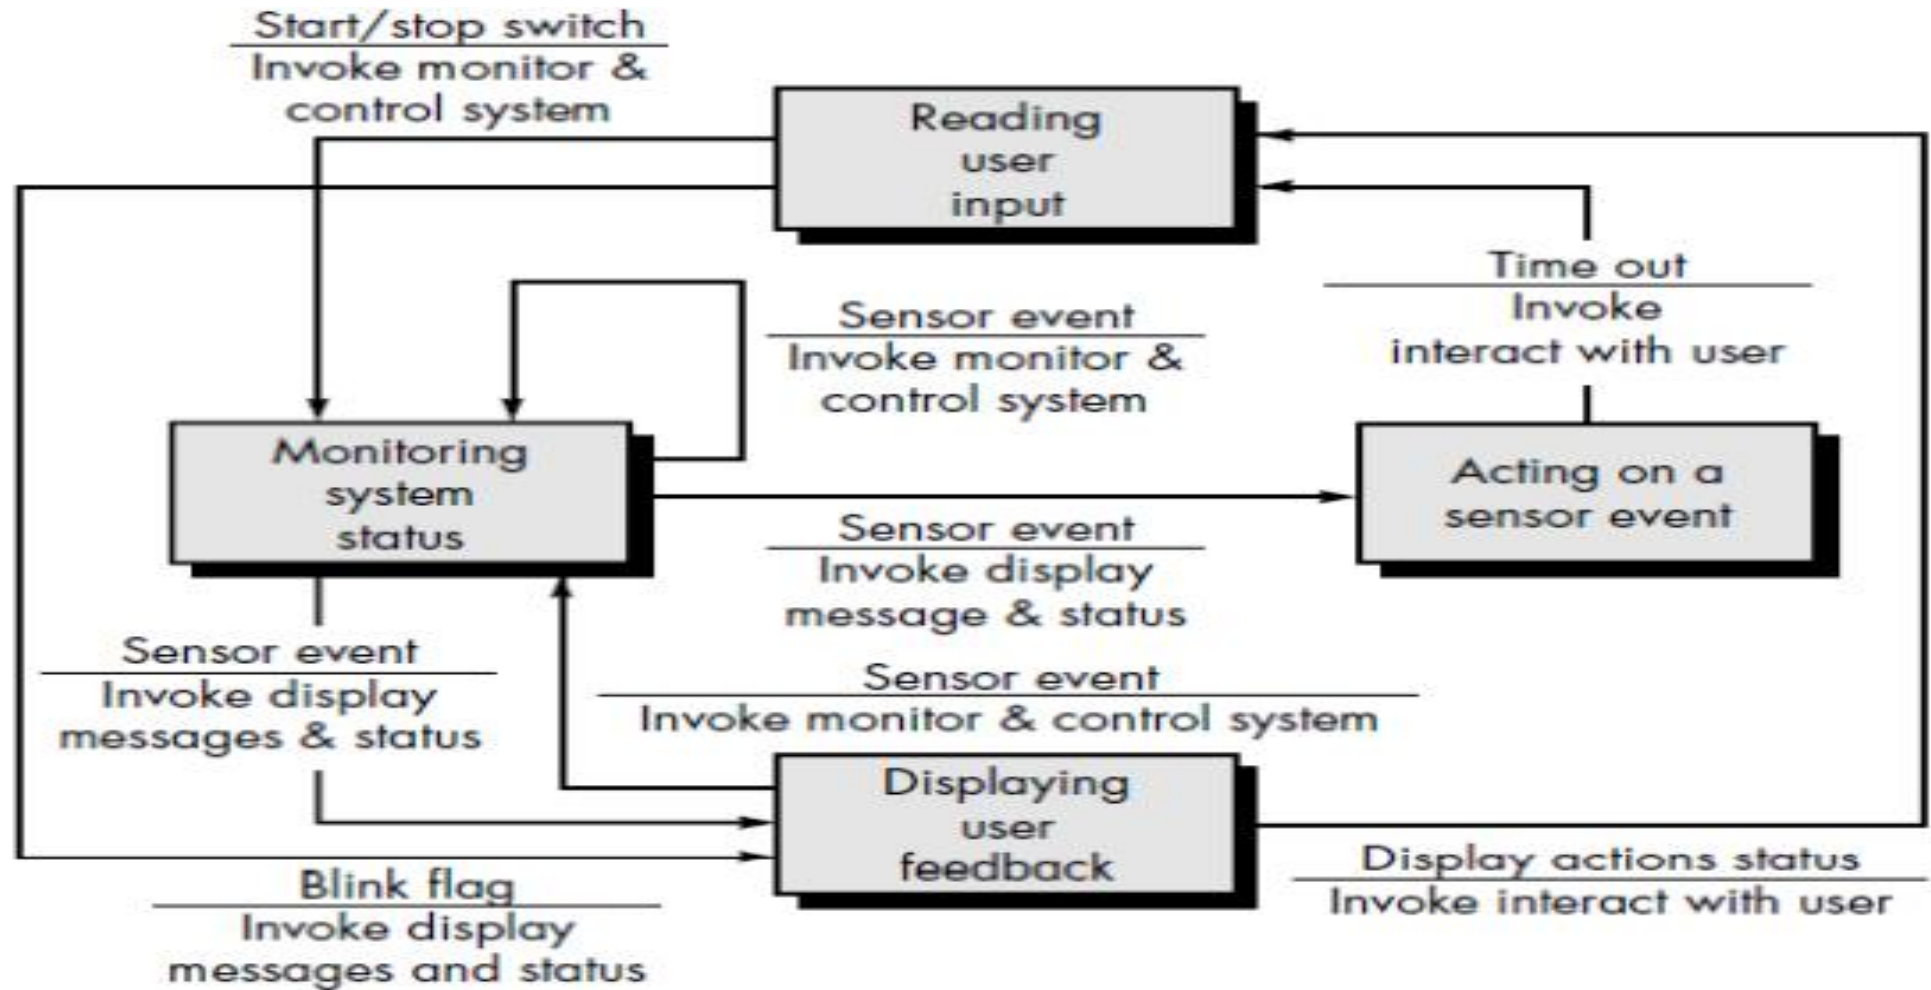 Start/stop switch
Invoke monitor &
control system
Reading
user
input
Time out
Invoke
interact with user
Sensor event
Invoke monitor &
control system
Monitoring
system
status
Acting on a
sensor event
Sensor event
Invoke display
message & status
Sensor event
Invoke display
messages & status
Sensor event
Invoke monitor & control system
Displaying
user
feedback
Display actions status
Invoke interact with user
Blink flag
Invoke display
messages and status